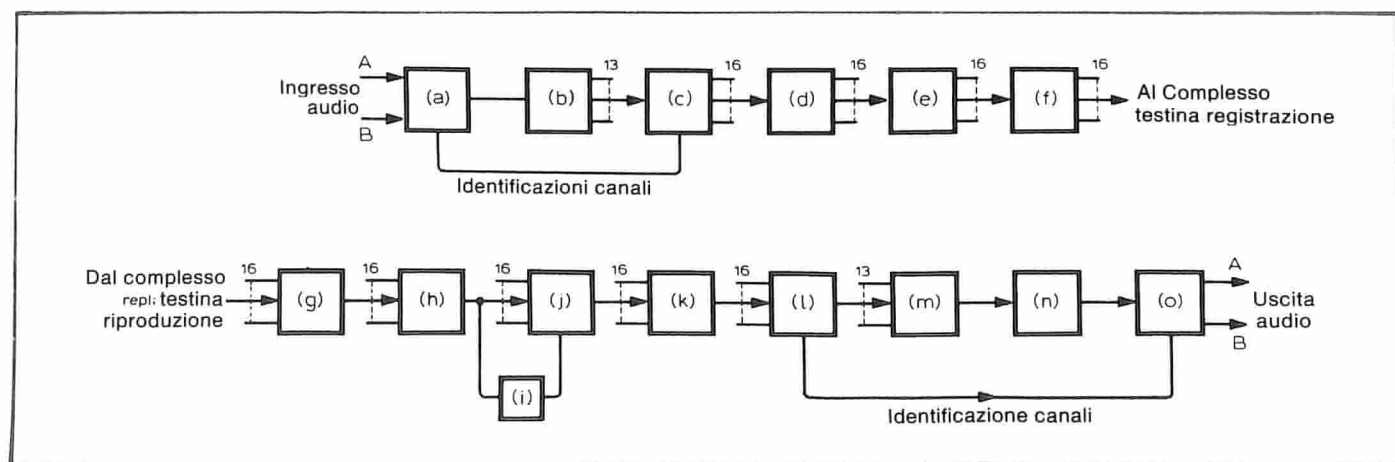 A
Ingresso
audio
B
(a)
(b)
13
(c)
16
(d)
16
(e)
16
(f)
16
Al Complesso
testina registrazione
Identificazioni canali
Dal complesso
repl; testina
riproduzione
16
(g)
16
(h)
16
(j)
(i)
16
(k)
16
(l)
13
(m)
(n)
(o)
A
Uscita
audio
B
Identificazione canali